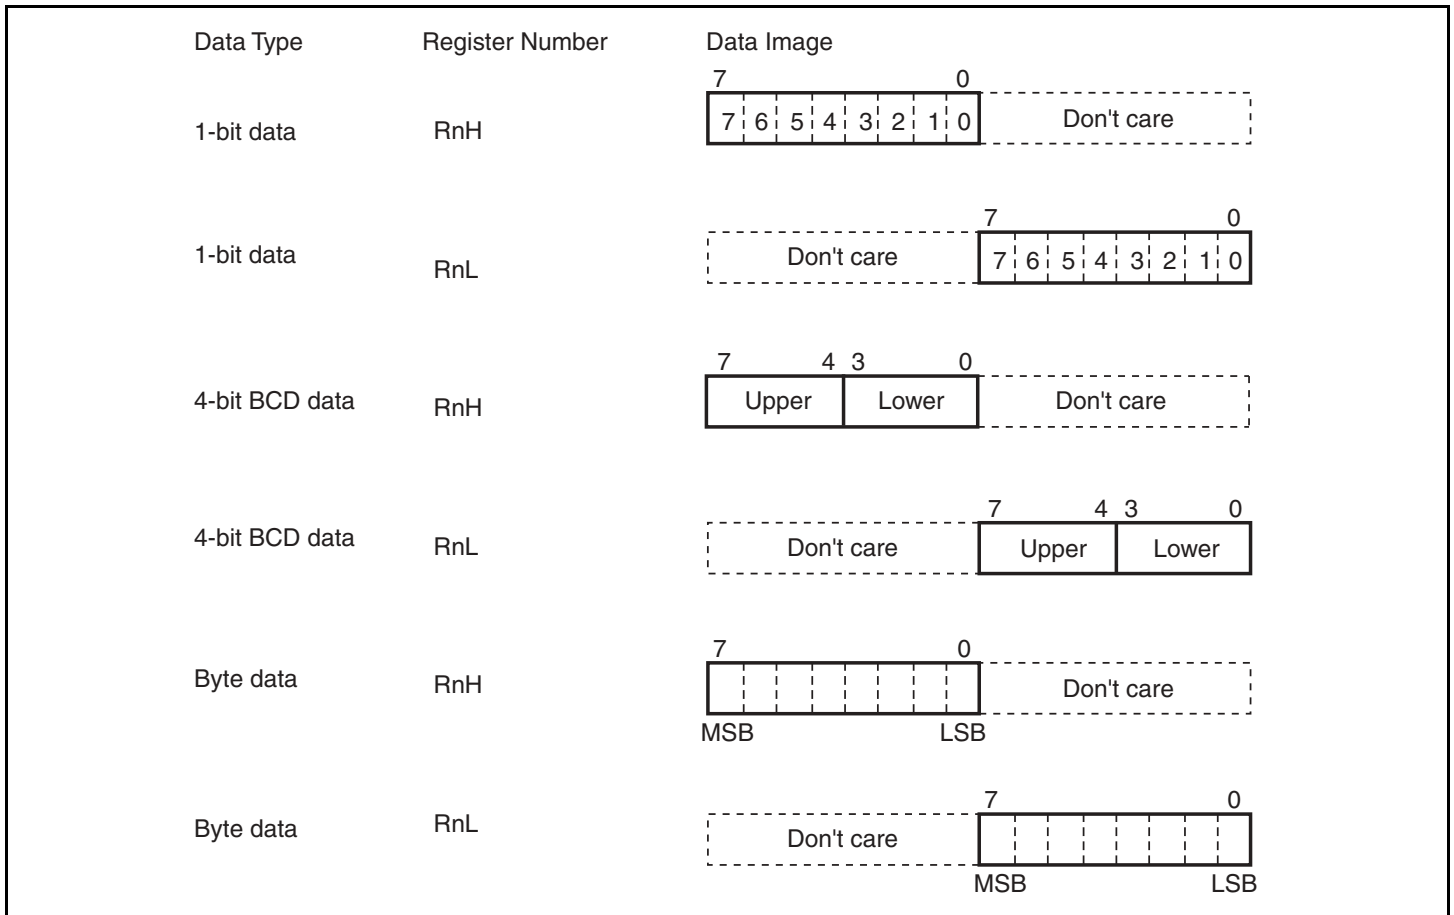 Data Type Register Number Data Image
7 0
1-bit data RnH 7 6 5 4 3 2 1 0 Don't care
7 0
1-bit data RnL Don't care 7 6 5 4 3 2 1 0
7 4 3 0
4-bit BCD data RnH Upper Lower Don't care
7 4 3 0
4-bit BCD data RnL Don't care Upper Lower
7 0
Byte data RnH Don't care
MSB LSB
7 0
Byte data RnL Don't care
MSB LSB